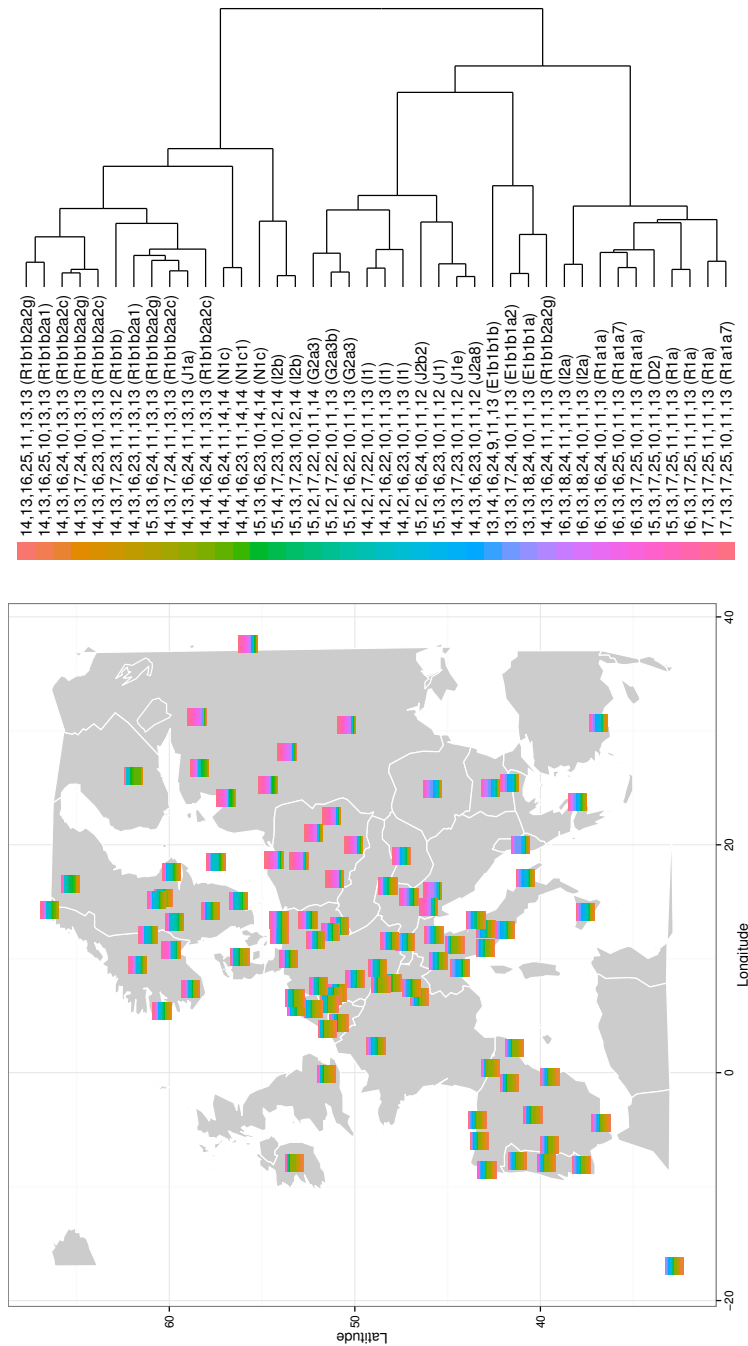 14,13,16,25,11,13,13 (R1b1b2a2g)
14,13,16,25,10,13,13 (R1b1b2a1)
14,13,16,24,10,13,13 (R1b1b2a2c)
14,13,17,24,10,13,13 (R1b1b2a2g)
14,13,16,23,10,13,13 (R1b1b2a2c)
14,13,17,23,11,13,12 (R1b1b)
14,13,16,23,11,13,13 (R1b1b2a1)
15,13,16,24,11,13,13 (R1b1b2a2g)
14,13,17,24,11,13,13 (R1b1b2a2c)
14,13,16,24,11,13,13 (J1a)
14,14,16,24,11,13,13 (R1b1b2a2c)
14,14,16,24,11,14,14 (N1c)
14,14,16,23,11,14,14 (N1c1)
15,13,16,23,10,14,14 (N1c)
15,14,17,23,10,12,14 (I2b)
15,13,17,23,10,12,14 (I2b)
15,12,17,22,10,11,14 (G2a3)
15,12,17,22,10,11,13 (G2a3b)
15,12,16,22,10,11,13 (G2a3)
14,12,17,22,10,11,13 (I1)
14,12,16,22,10,11,13 (I1)
14,12,16,23,10,11,13 (I1)
15,12,16,24,10,11,12 (J2b2)
15,13,16,23,10,11,12 (J1)
14,13,17,23,10,11,12 (J1e)
14,13,16,23,10,11,12 (J2a8)
13,14,16,24,9,11,13 (E1b1b1b)
13,13,17,24,10,11,13 (E1b1b1a2)
13,13,18,24,10,11,13 (E1b1b1a)
14,13,16,24,11,11,13 (R1b1b2a2g)
16,13,18,24,11,11,13 (I2a)
16,13,18,24,10,11,13 (I2a)
16,13,16,24,10,11,13 (R1a1a)
16,13,16,25,10,11,13 (R1a1a7)
16,13,17,24,10,11,13 (R1a1a)
15,13,17,25,10,11,13 (D2)
15,13,17,25,11,11,13 (R1a)
16,13,17,25,11,11,13 (R1a)
17,13,17,25,11,11,13 (R1a)
17,13,17,25,10,11,13 (R1a1a7)
60
50
40
Latitude
−20
0
20
40
Longitude